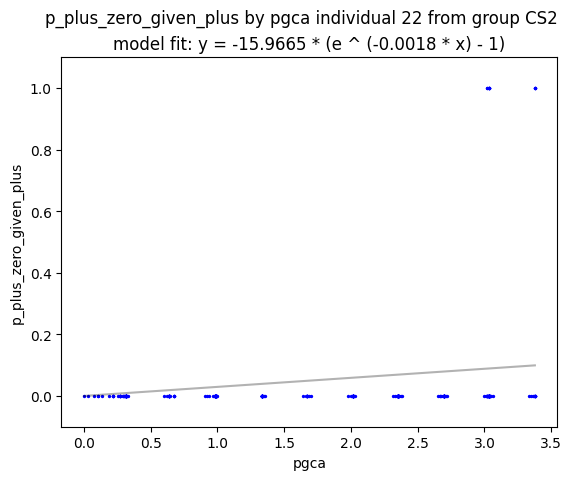 p_plus_zero_given_plus by pgca individual 22 from group CS2
model fit: y = -15.9665 * (e ^ (-0.0018 * x) - 1)
1.0
0.8
0.6
0.4
0.2
0.0
p_plus_zero_given_plus
0.0 0.5 1.0 1.5 2.0 2.5 3.0 3.5
pgca